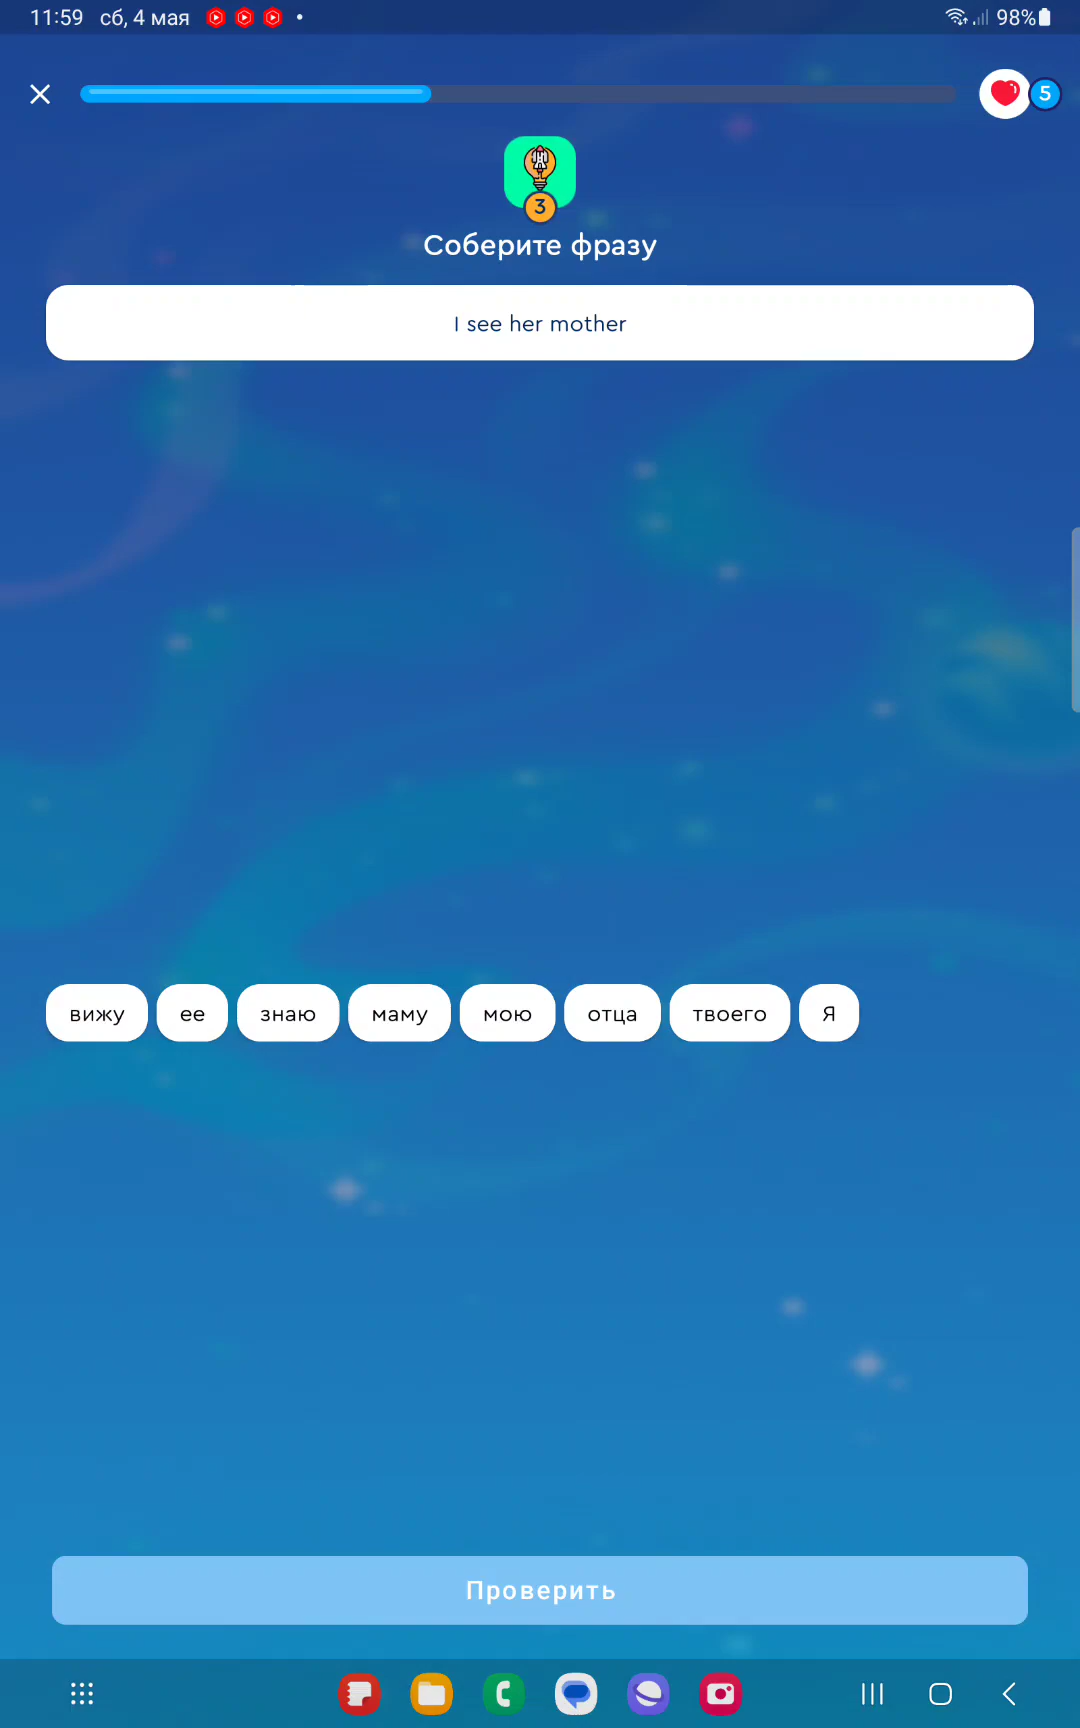 11:59 сб, 4 мая • 98%
5
3
Соберите фразу
I see her mother
вижу ее знаю маму мою отца твоего Я
Проверить